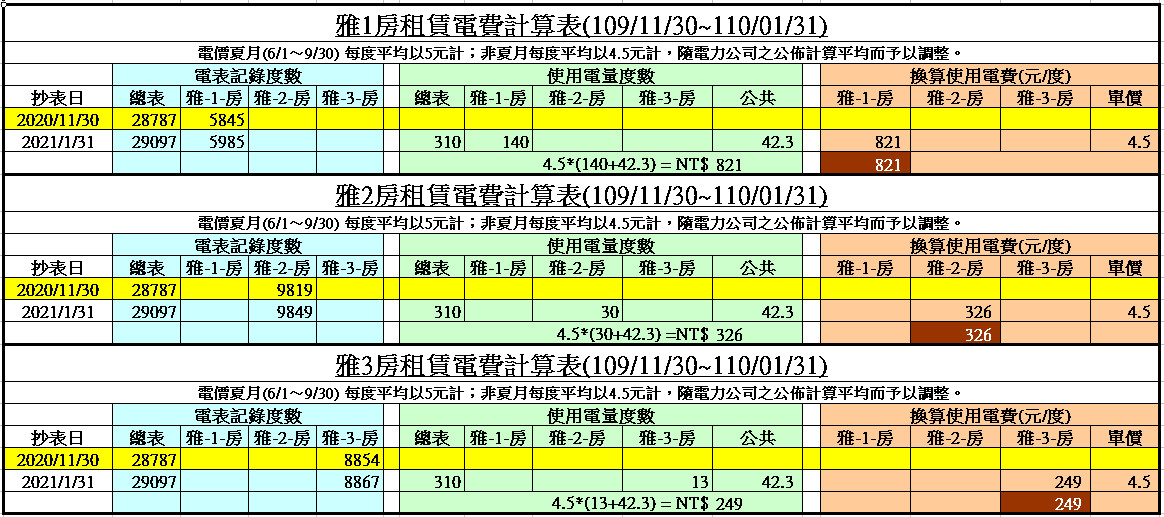 雅1房租賃電費計算表(109/11/30~110/01/31)
電價夏月(6/1～9/30) 每度平均以5元計；非夏月每度平均以4.5元計，隨電力公司之公佈計算平均而予以調整。
電表記錄度數 使用電量度數 換算使用電費(元/度)
抄表日 總表 雅-1-房 雅-2-房 雅-3-房 總表 雅-1-房 雅-2-房 雅-3-房 公共 雅-1-房 雅-2-房 雅-3-房 單價
2020/11/30 28787 5845
2021/1/31 29097 5985 310 140 42.3 821 4.5
4.5*(140+42.3) = NT$ 821 821
雅2房租賃電費計算表(109/11/30~110/01/31)
電價夏月(6/1～9/30) 每度平均以5元計；非夏月每度平均以4.5元計，隨電力公司之公佈計算平均而予以調整。
電表記錄度數 使用電量度數 換算使用電費(元/度)
抄表日 總表 雅-1-房 雅-2-房 雅-3-房 總表 雅-1-房 雅-2-房 雅-3-房 公共 雅-1-房 雅-2-房 雅-3-房 單價
2020/11/30 28787 9819
2021/1/31 29097 9849 310 30 42.3 326 4.5
4.5*(30+42.3) =NT$ 326 326
雅3房租賃電費計算表(109/11/30~110/01/31)
電價夏月(6/1～9/30) 每度平均以5元計；非夏月每度平均以4.5元計，隨電力公司之公佈計算平均而予以調整。
電表記錄度數 使用電量度數 換算使用電費(元/度)
抄表日 總表 雅-1-房 雅-2-房 雅-3-房 總表 雅-1-房 雅-2-房 雅-3-房 公共 雅-1-房 雅-2-房 雅-3-房 單價
2020/11/30 28787 8854
2021/1/31 29097 8867 310 13 42.3 249 4.5
4.5*(13+42.3) = NT$ 249 249